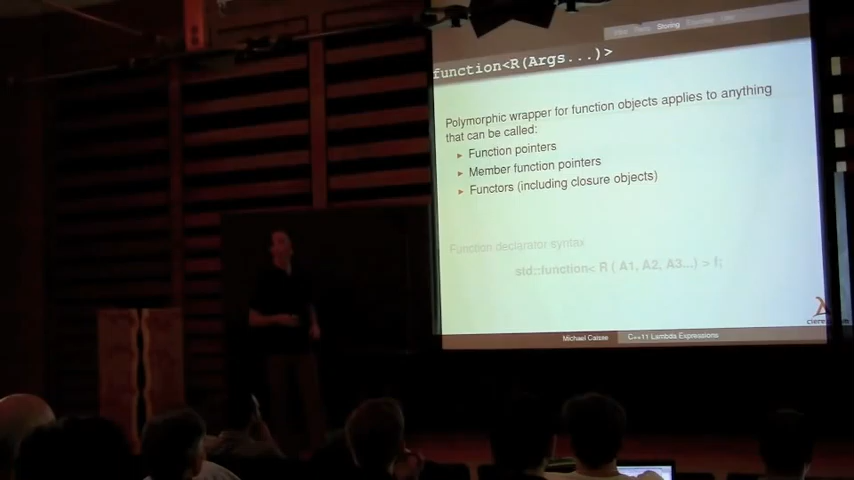 Storing
function<R(Args...)>
Polymorphic wrapper for function objects applies to anything
that can be called:
Function pointers
Member function pointers
Functors (including closure objects)
Function declarator syntax
std::function< R ( A1, A2, A3...) > f;
Michael Caisse
C++11 Lambda Expressions